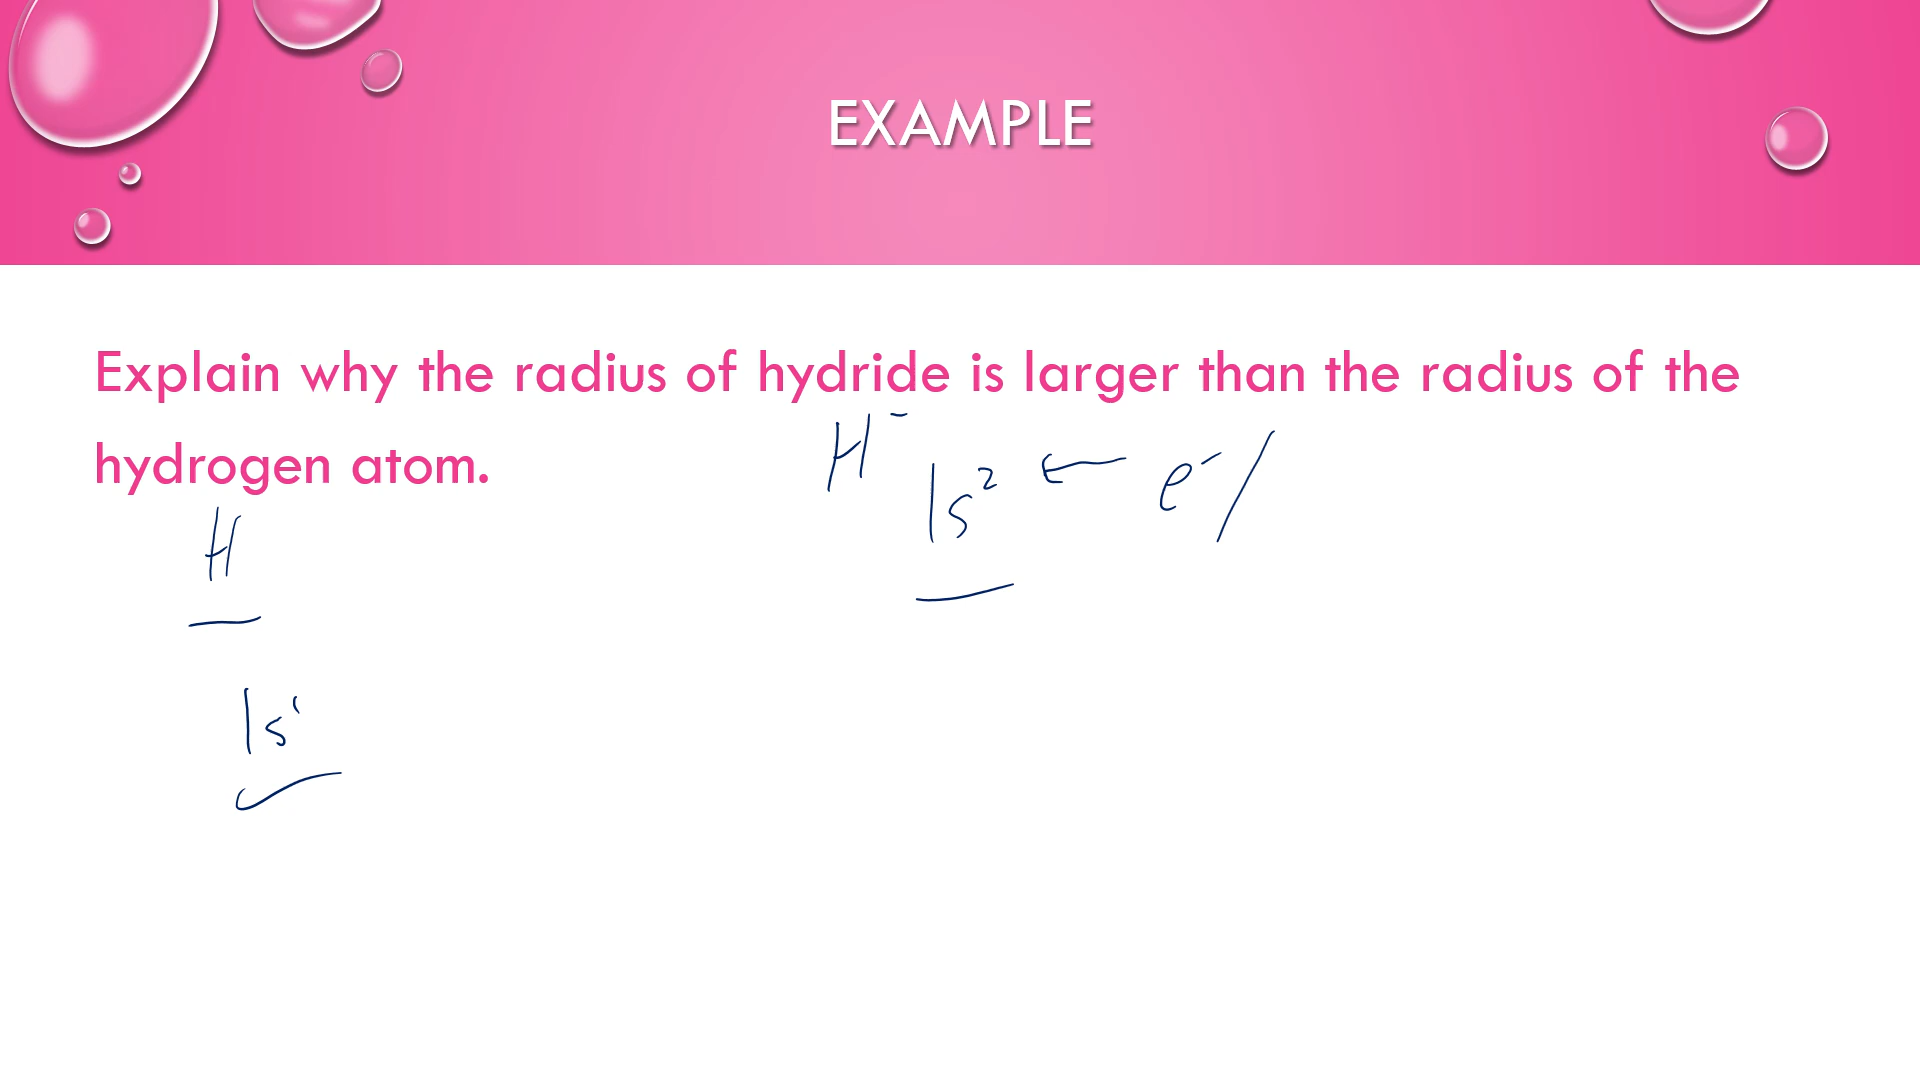 EXAMPLE
Explain why the radius of hydride is larger than the radius of the
hydrogen atom.
H⁻
1s² ← e⁻/
H
1s¹